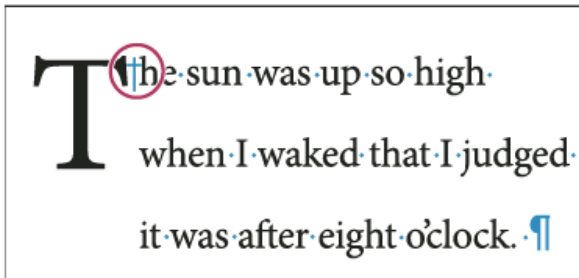 The sun was up so high
when I waked that I judged
it was after eight o’clock. ¶